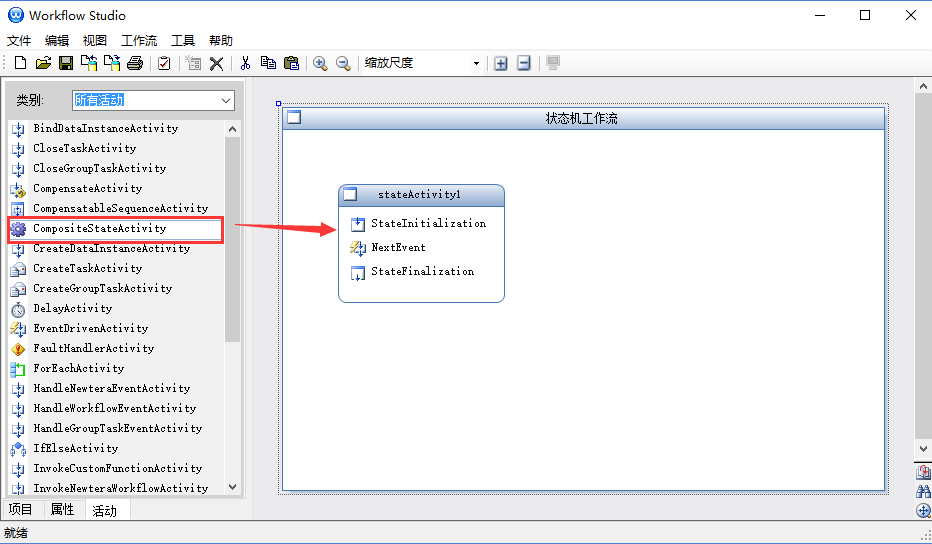 Workflow Studio
文件 编辑 视图 工作流 工具 帮助
缩放尺度
类别: 所有活动
BindDataInstanceActivity
CloseTaskActivity
CloseGroupTaskActivity
CompensateActivity
CompensatableSequenceActivity
CompositeStateActivity
CreateDataInstanceActivity
CreateTaskActivity
CreateGroupTaskActivity
DelayActivity
EventDrivenActivity
FaultHandlerActivity
ForEachActivity
HandleNewteraEventActivity
HandleWorkflowEventActivity
HandleGroupTaskEventActivity
IfElseActivity
InvokeCustomFunctionActivity
InvokeNewteraWorkflowActivity
项目 属性 活动
状态机工作流
stateActivity1
StateInitialization
NextEvent
StateFinalization
就绪